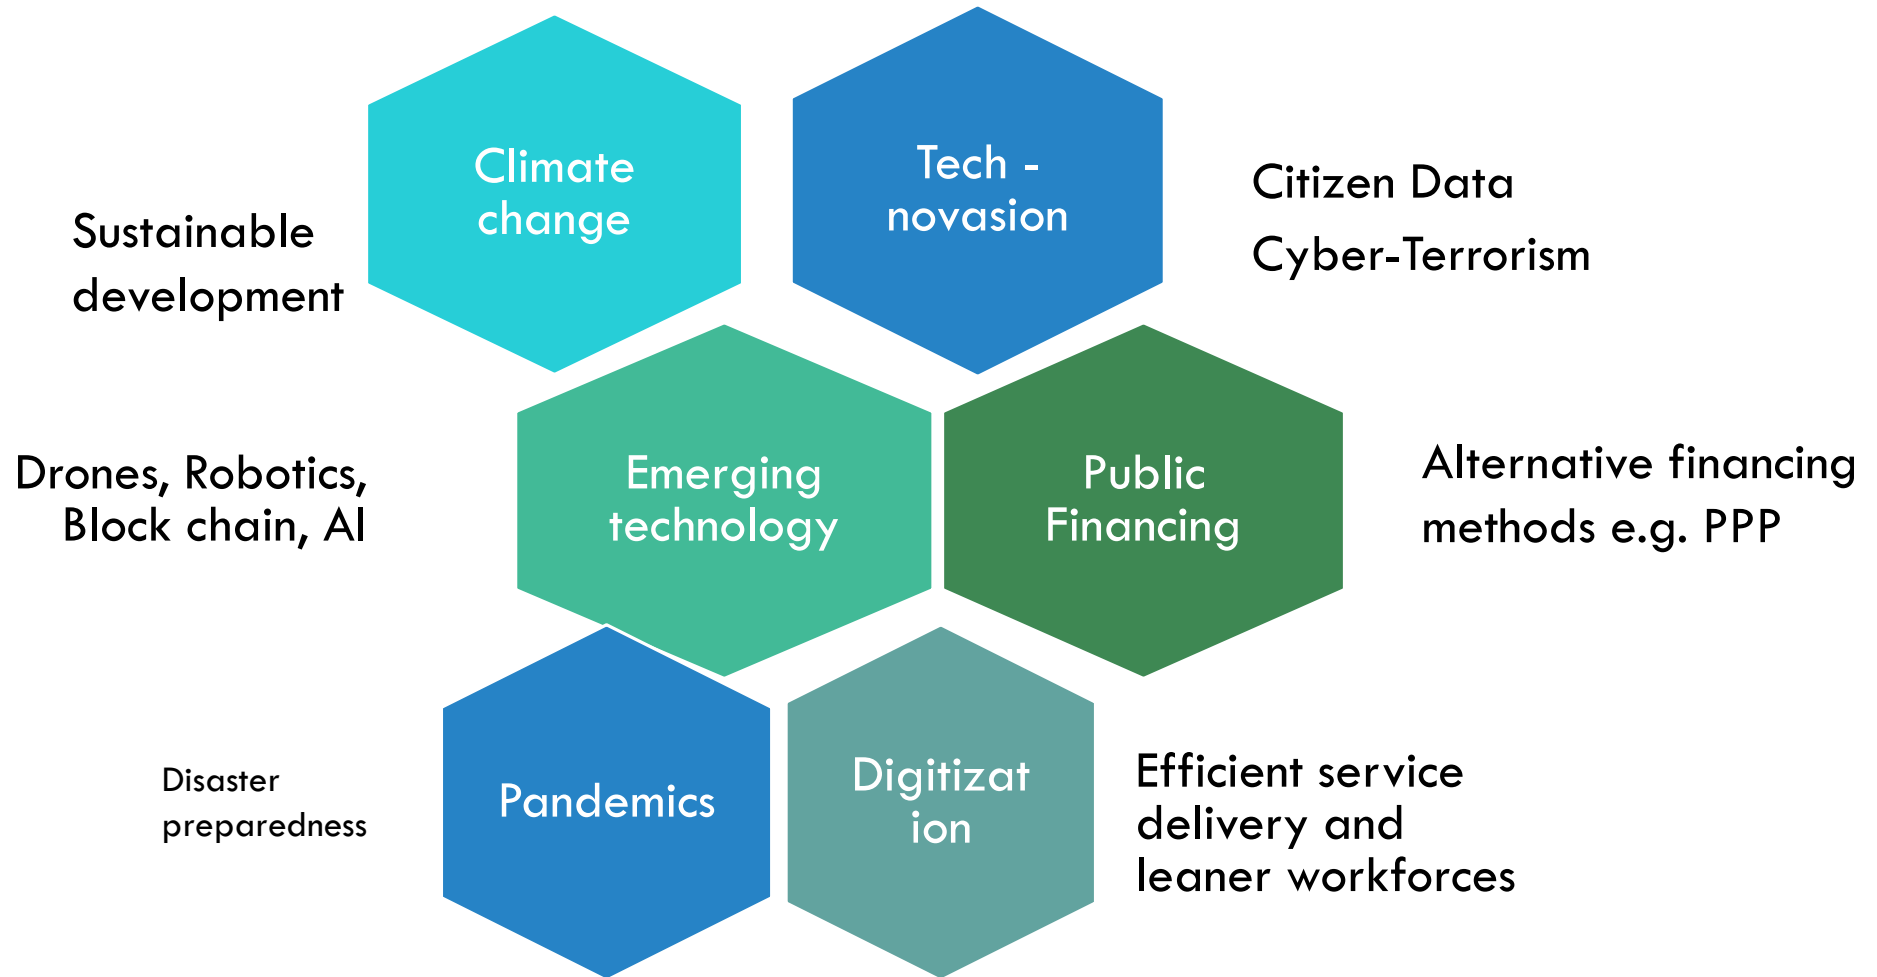 Climate
change
Tech -
novasion
Sustainable
development
Citizen Data
Cyber-Terrorism
Drones, Robotics,
Block chain, AI
Emerging
technology
Public
Financing
Alternative financing
methods e.g. PPP
Disaster
preparedness
Pandemics
Digitizat
ion
Efficient service
delivery and
leaner workforces